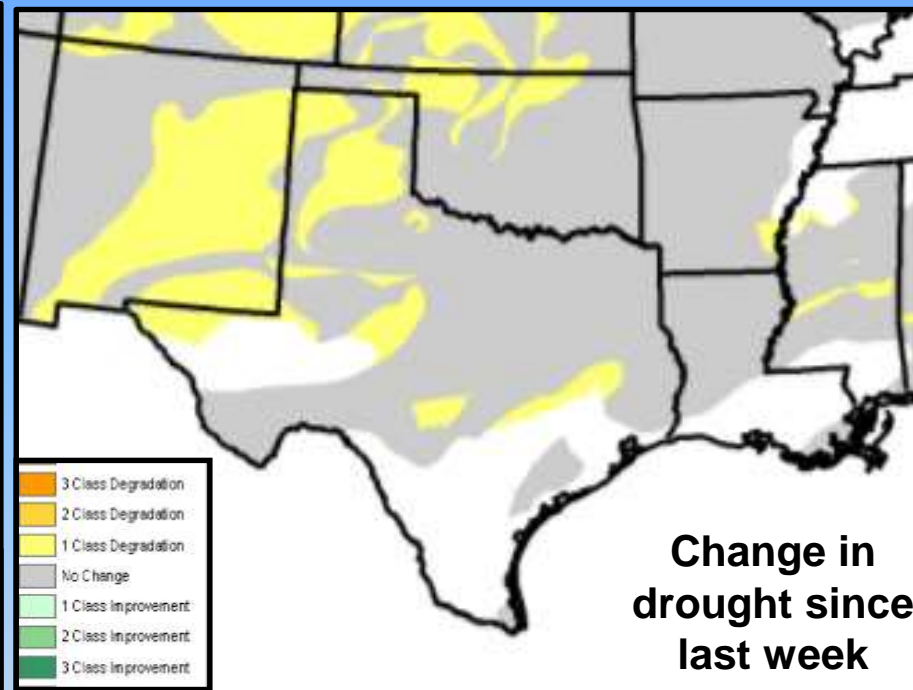 3 Class Degradation
2 Class Degradation
1 Class Degradation
No Change
1 Class Improvement
2 Class Improvement
3 Class Improvement
Change in
drought since
last week